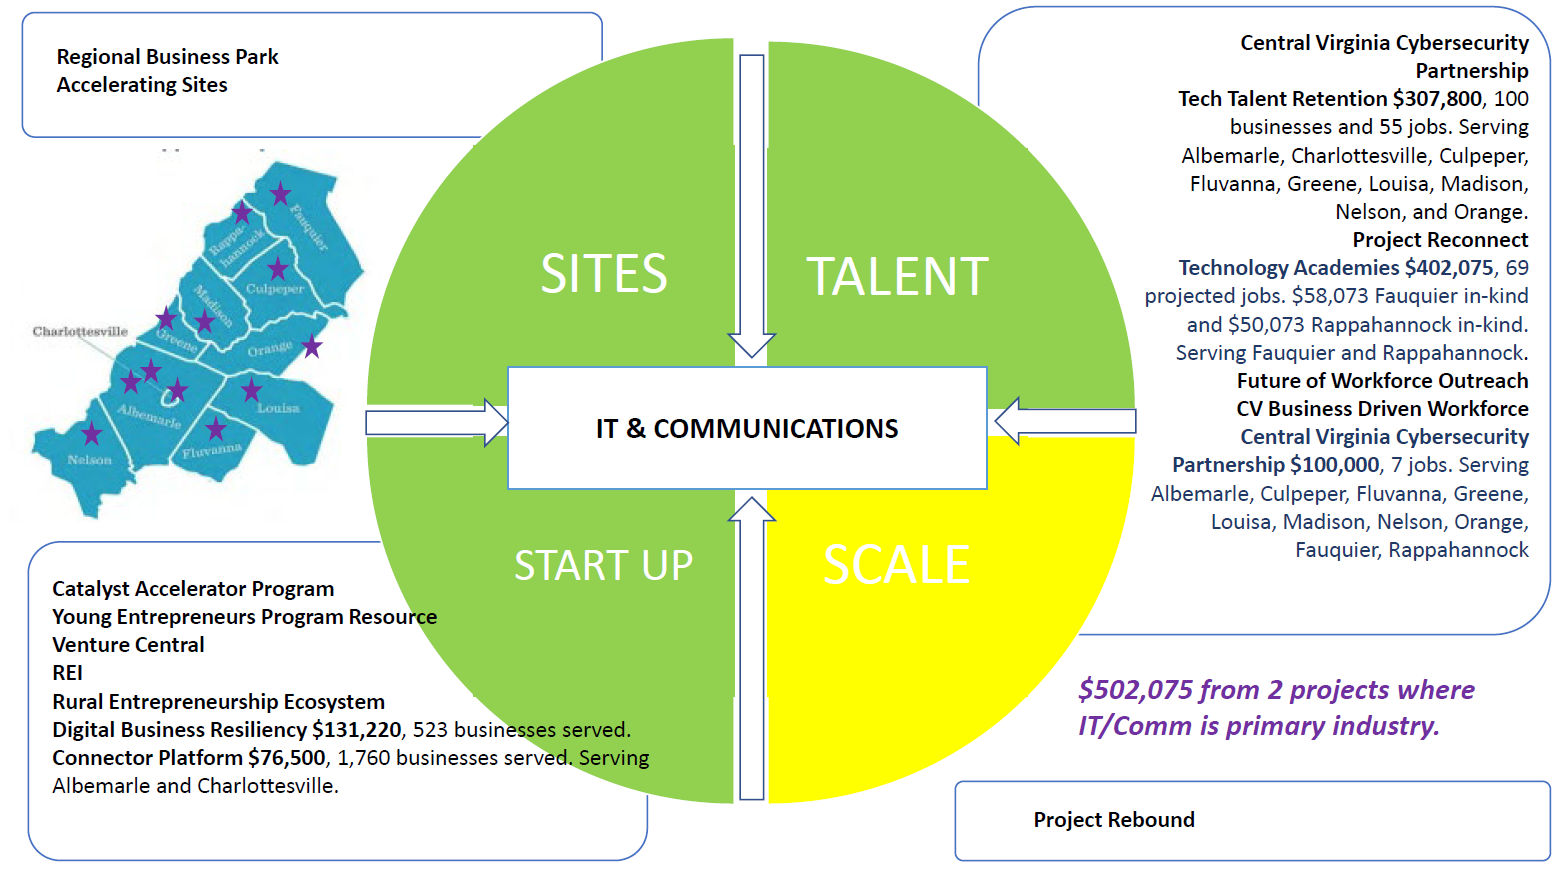 Regional Business Park
Accelerating Sites
Central Virginia Cybersecurity
Partnership
Tech Talent Retention $307,800, 100
businesses and 55 jobs. Serving
Albemarle, Charlottesville, Culpeper,
Fluvanna, Greene, Louisa, Madison,
Nelson, and Orange.
Project Reconnect
Technology Academies $402,075, 69
projected jobs. $58,073 Fauquier in-kind
and $50,073 Rappahannock in-kind.
Serving Fauquier and Rappahannock.
Future of Workforce Outreach
CV Business Driven Workforce
Central Virginia Cybersecurity
Partnership $100,000, 7 jobs. Serving
Albemarle, Culpeper, Fluvanna, Greene,
Louisa, Madison, Nelson, Orange,
Fauquier, Rappahannock
Fauquier
Rappa-
hannock
Culpeper
Madison
Charlottesville
Greene
Orange
Albemarle
Louisa
Fluvanna
Nelson
SITES
TALENT
IT & COMMUNICATIONS
START UP
SCALE
Catalyst Accelerator Program
Young Entrepreneurs Program Resource
Venture Central
REI
Rural Entrepreneurship Ecosystem
Digital Business Resiliency $131,220, 523 businesses served.
Connector Platform $76,500, 1,760 businesses served. Serving
Albemarle and Charlottesville.
$502,075 from 2 projects where
IT/Comm is primary industry.
Project Rebound